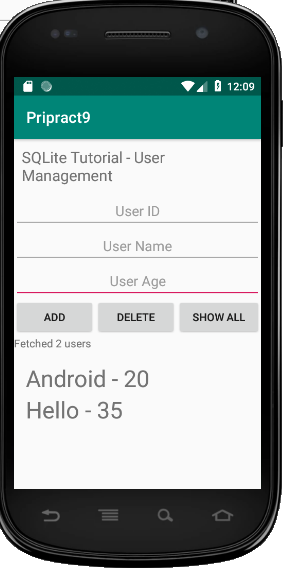 12:09
Pripract9
SQLite Tutorial - User
Management
User ID
User Name
User Age
ADD DELETE SHOW ALL
Fetched 2 users
Android - 20
Hello - 35